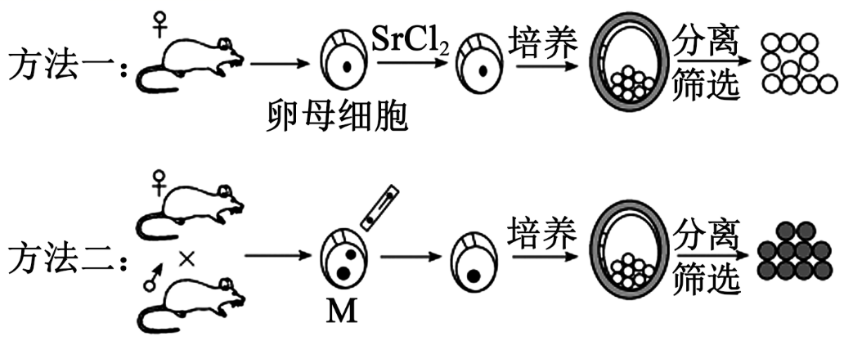 方法一：
♀
卵母细胞
SrCl₂
培养
分离
筛选
方法二：
♀
♂
×
M
培养
分离
筛选